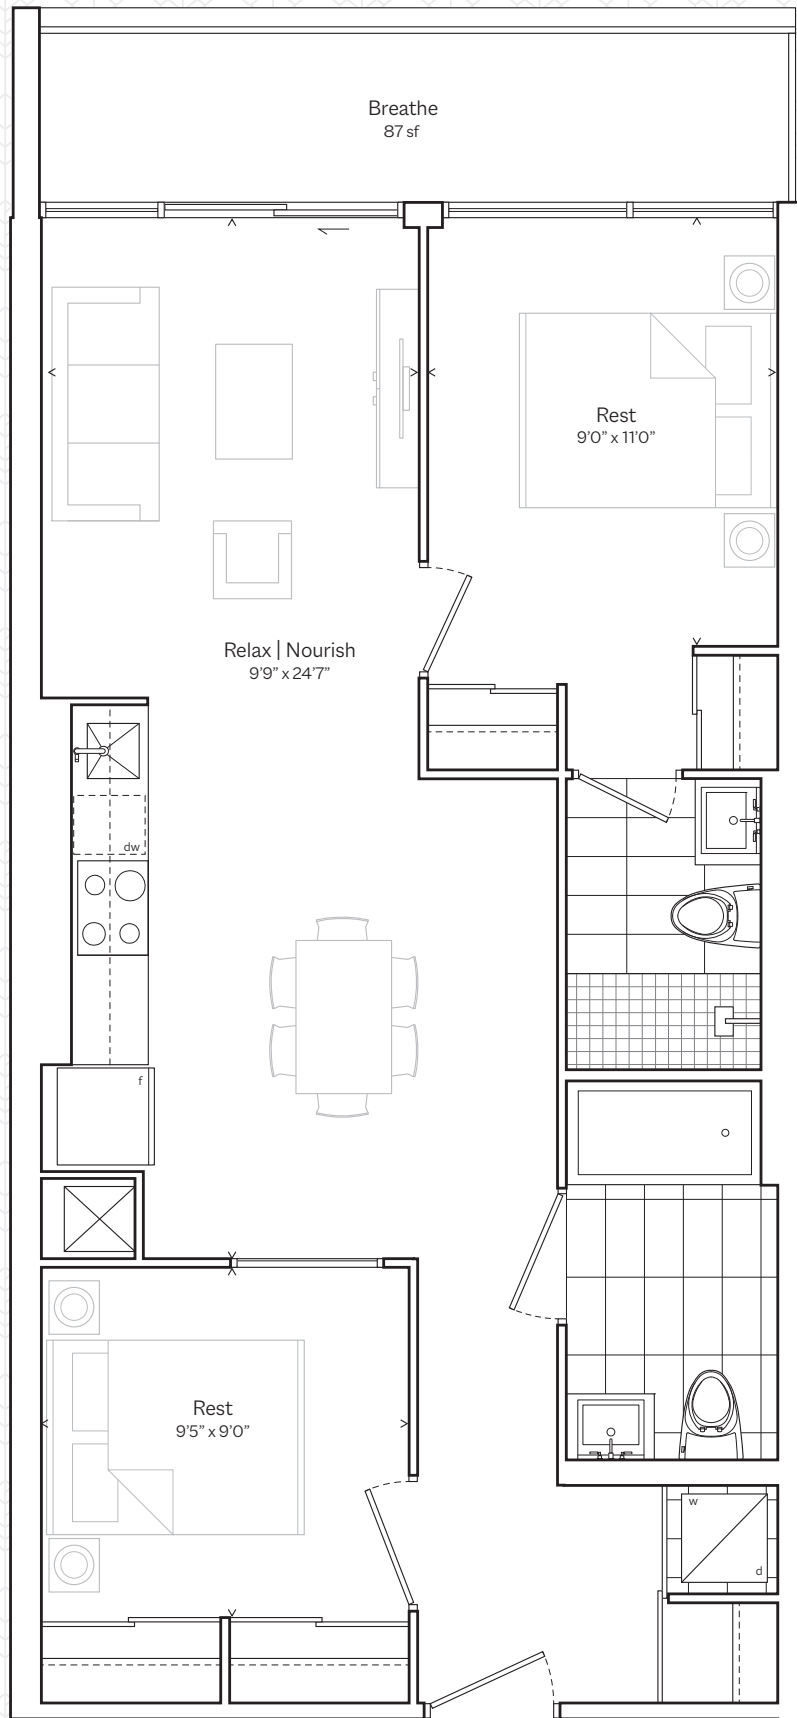 Breathe
87 sf
Rest
9’0” x 11’0”
Relax | Nourish
9’9” x 24’7”
dw
f
Rest
9’5” x 9’0”
w
d